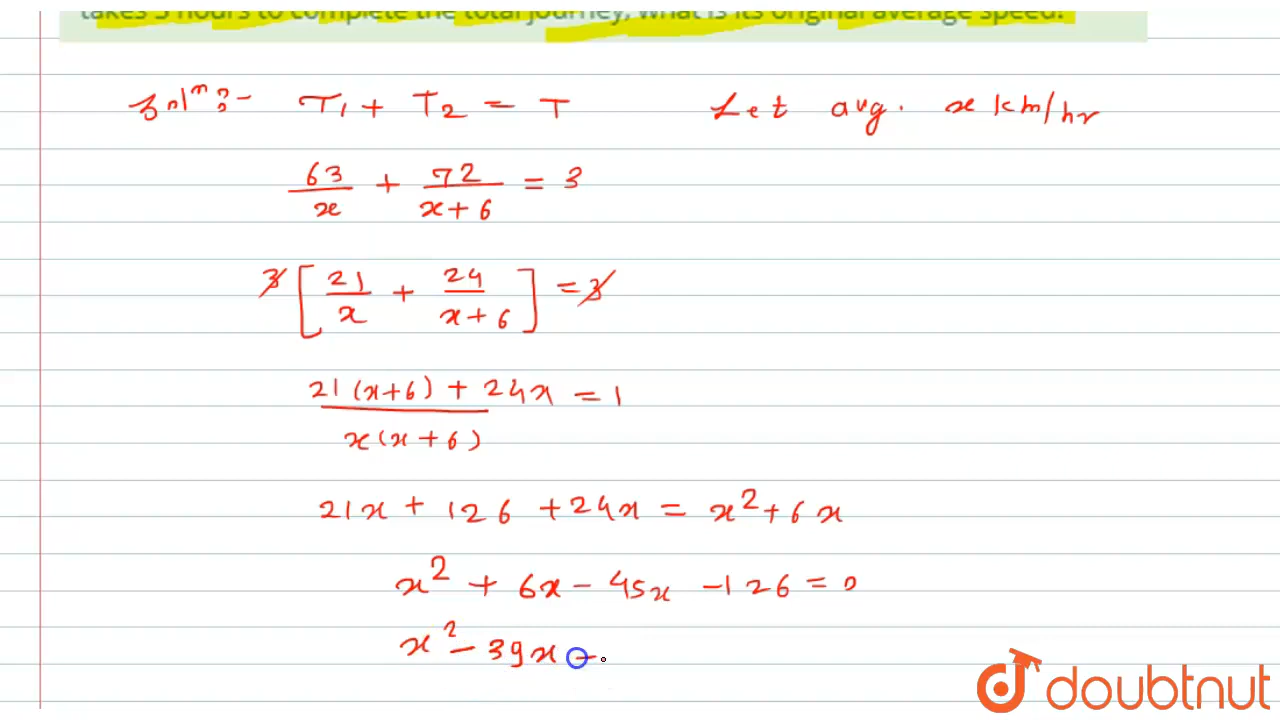 takes 3 hours to complete the total journey, what is its original average speed?
Soln :- T1 + T2 = T Let avg. x km/hr
63/x + 72/(x+6) = 3
3 [ 21/x + 24/(x+6) ] = 3
(21(x+6) + 24x)/(x(x+6)) = 1
21x + 126 + 24x = x² + 6x
x² + 6x - 45x - 126 = 0
x² - 39x -
doubtnut